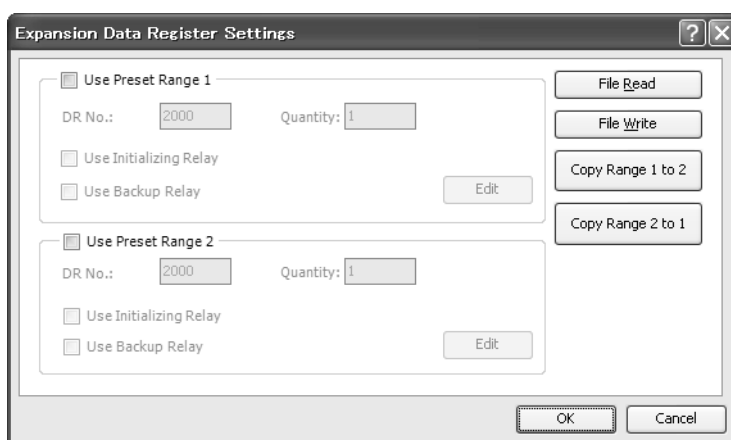 Expansion Data Register Settings
Use Preset Range 1
DR No.: 2000 Quantity: 1
Use Initializing Relay
Use Backup Relay
Edit
Use Preset Range 2
DR No.: 2000 Quantity: 1
Use Initializing Relay
Use Backup Relay
Edit
File Read
File Write
Copy Range 1 to 2
Copy Range 2 to 1
OK Cancel